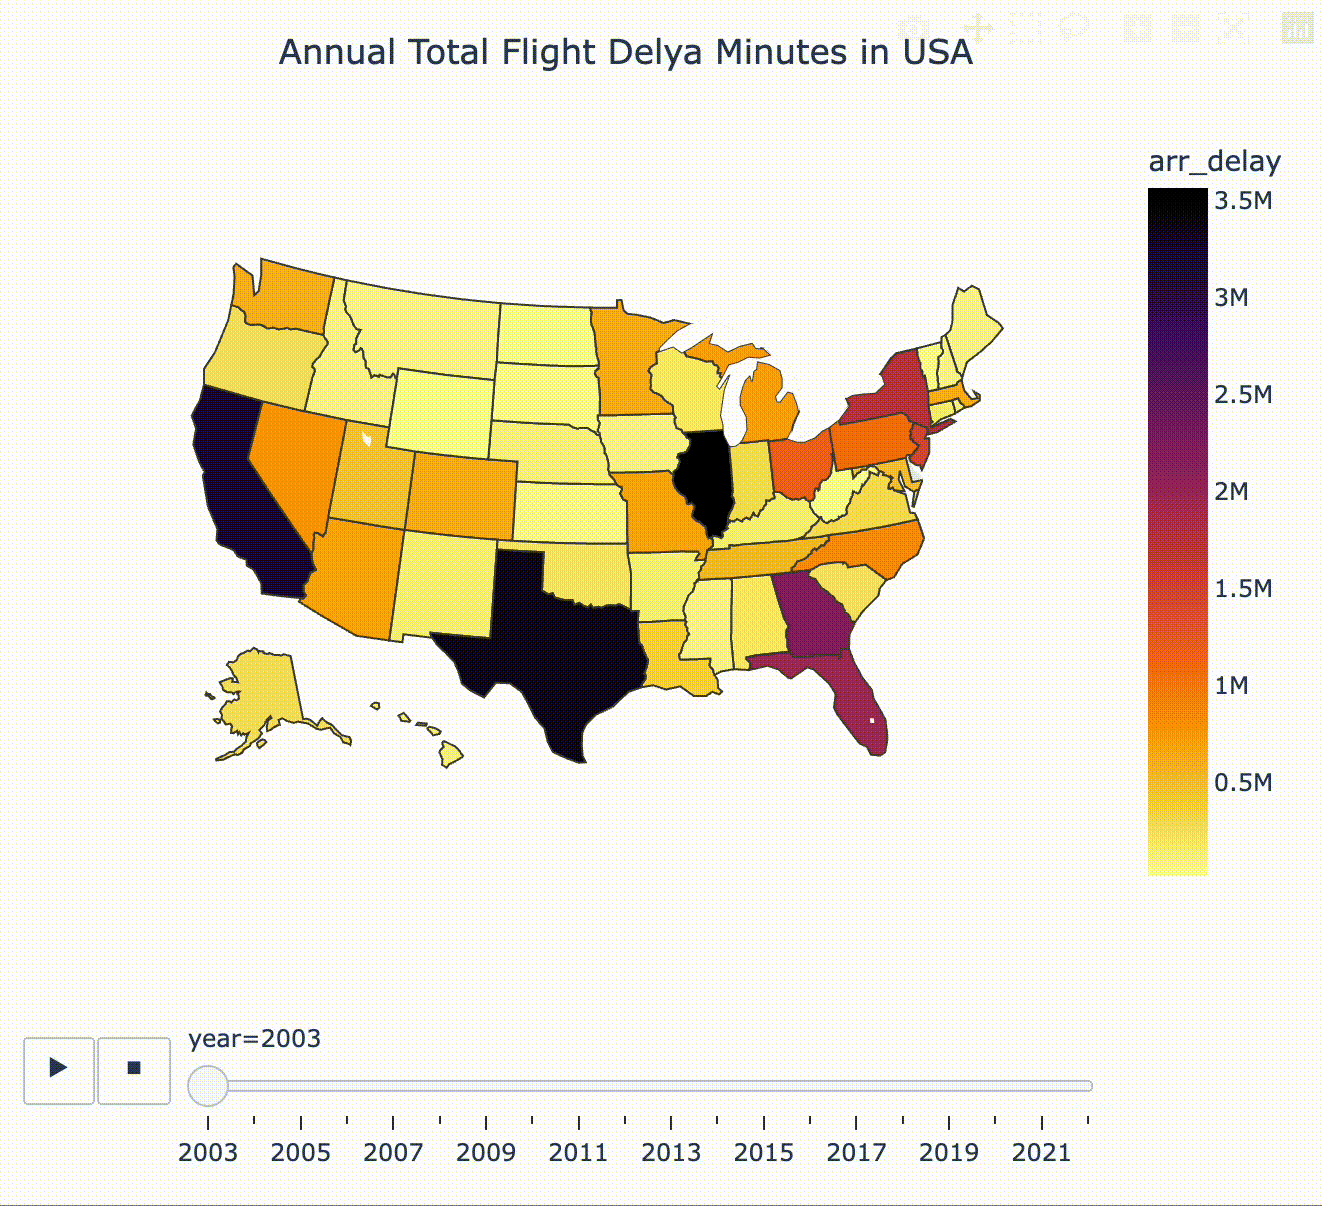 Annual Total Flight Delya Minutes in USA
arr_delay
3.5M
3M
2.5M
2M
1.5M
1M
0.5M
year=2003
2003 2005 2007 2009 2011 2013 2015 2017 2019 2021